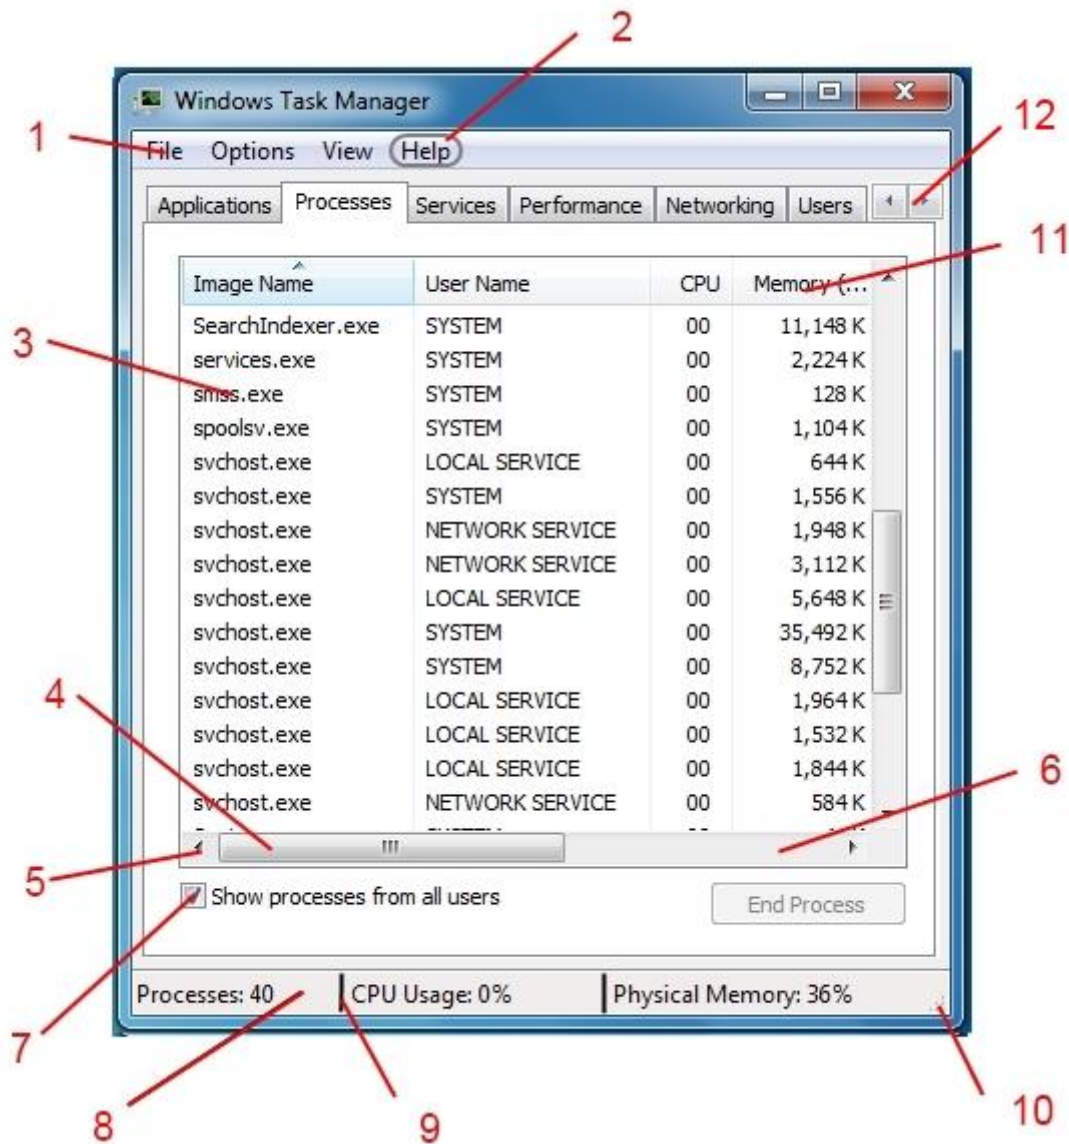 2
Windows Task Manager
12
1
File Options View Help
Applications Processes Services Performance Networking Users
11
Image Name User Name CPU Memory (...
SearchIndexer.exe SYSTEM 00 11,148 K
3
services.exe SYSTEM 00 2,224 K
smss.exe SYSTEM 00 128 K
spoolsv.exe SYSTEM 00 1,104 K
svchost.exe LOCAL SERVICE 00 644 K
svchost.exe SYSTEM 00 1,556 K
svchost.exe NETWORK SERVICE 00 1,948 K
svchost.exe NETWORK SERVICE 00 3,112 K
svchost.exe LOCAL SERVICE 00 5,648 K
svchost.exe SYSTEM 00 35,492 K
svchost.exe SYSTEM 00 8,752 K
4
svchost.exe LOCAL SERVICE 00 1,964 K
svchost.exe LOCAL SERVICE 00 1,532 K
svchost.exe LOCAL SERVICE 00 1,844 K
6
svchost.exe NETWORK SERVICE 00 584 K
5
Show processes from all users End Process
Processes: 40 CPU Usage: 0% Physical Memory: 36%
7
8
9
10